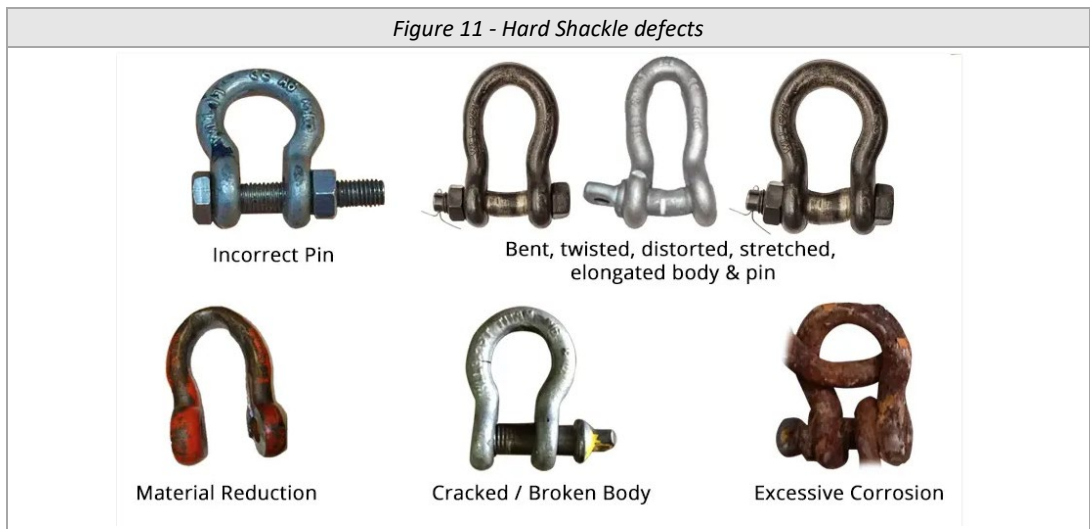 Figure 11 - Hard Shackle defects
Incorrect Pin
Bent, twisted, distorted, stretched,
elongated body & pin
Material Reduction
Cracked / Broken Body
Excessive Corrosion